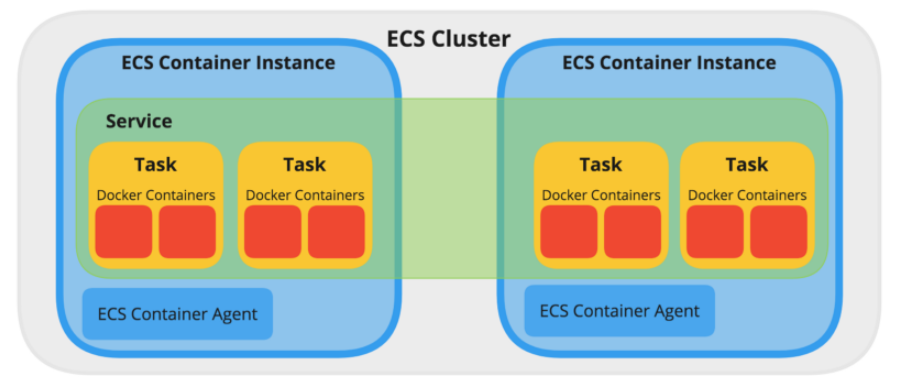 ECS Cluster
ECS Container Instance
ECS Container Instance
Service
Task
Task
Task
Task
Docker Containers
Docker Containers
Docker Containers
Docker Containers
ECS Container Agent
ECS Container Agent